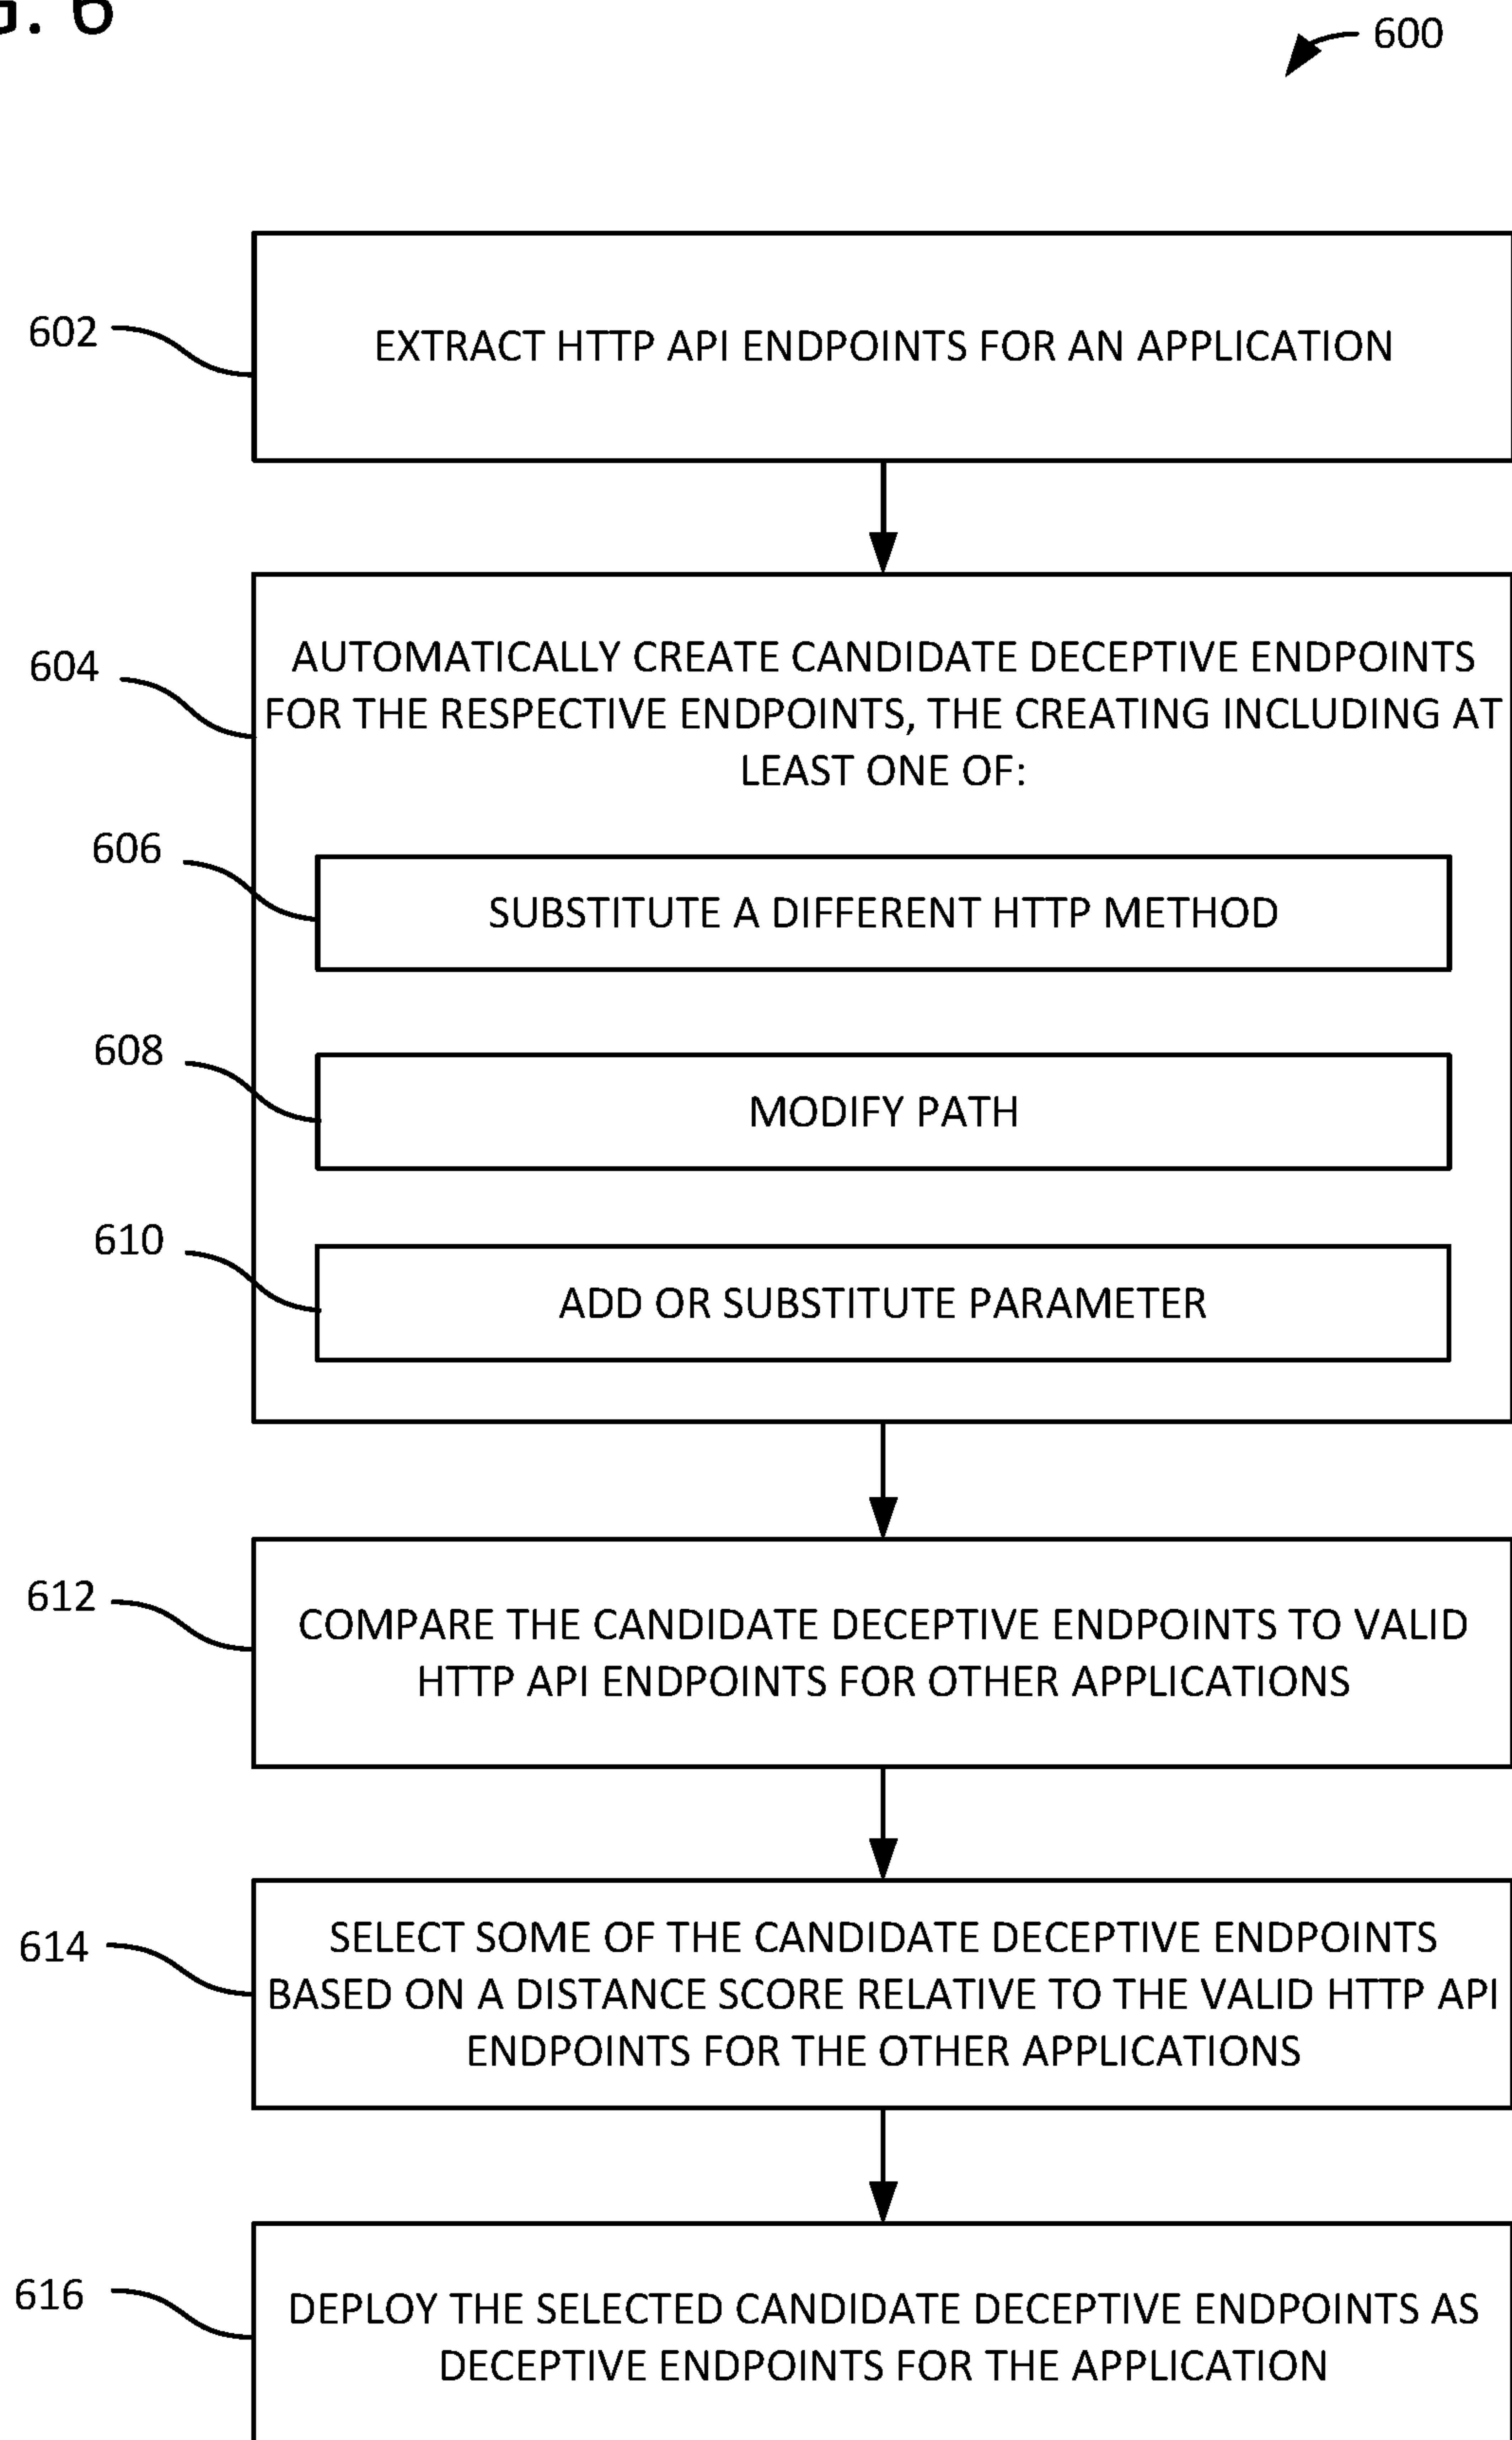 G. 6
600
602
EXTRACT HTTP API ENDPOINTS FOR AN APPLICATION
604
AUTOMATICALLY CREATE CANDIDATE DECEPTIVE ENDPOINTS
FOR THE RESPECTIVE ENDPOINTS, THE CREATING INCLUDING AT
LEAST ONE OF:
606
SUBSTITUTE A DIFFERENT HTTP METHOD
608
MODIFY PATH
610
ADD OR SUBSTITUTE PARAMETER
612
COMPARE THE CANDIDATE DECEPTIVE ENDPOINTS TO VALID
HTTP API ENDPOINTS FOR OTHER APPLICATIONS
614
SELECT SOME OF THE CANDIDATE DECEPTIVE ENDPOINTS
BASED ON A DISTANCE SCORE RELATIVE TO THE VALID HTTP API
ENDPOINTS FOR THE OTHER APPLICATIONS
616
DEPLOY THE SELECTED CANDIDATE DECEPTIVE ENDPOINTS AS
DECEPTIVE ENDPOINTS FOR THE APPLICATION